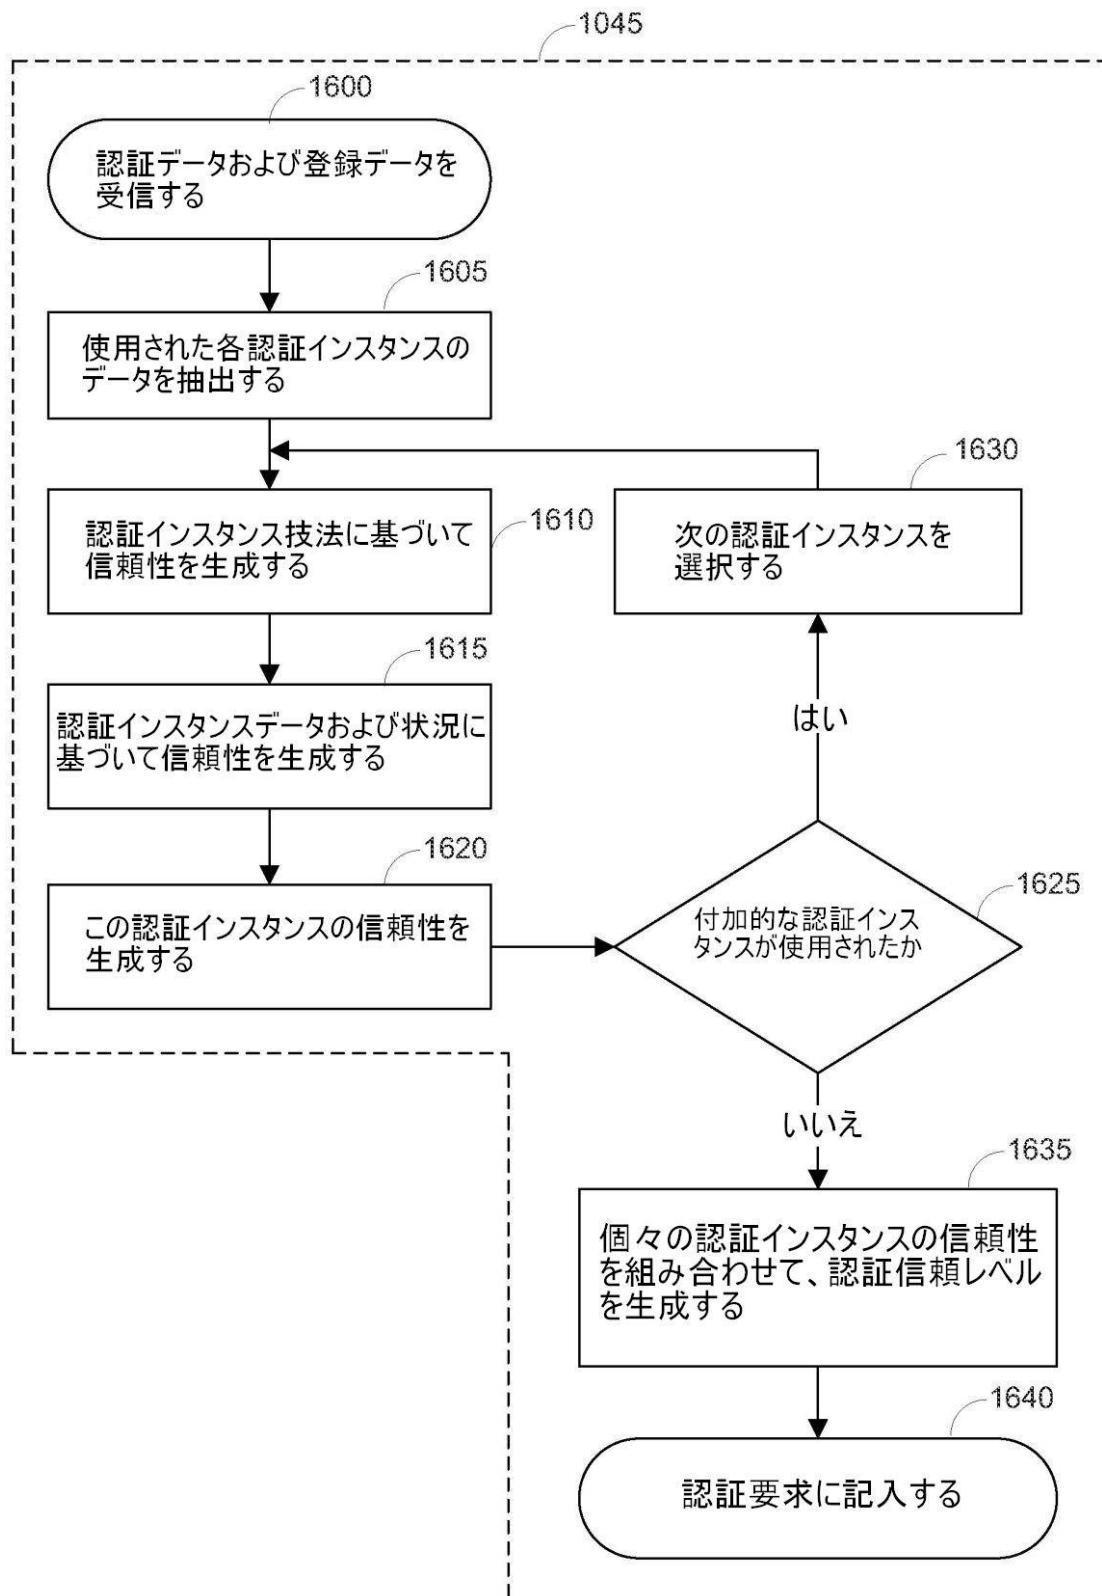 1045
1600
認証データおよび登録データを
受信する
1605
使用された各認証インスタンスの
データを抽出する
1630
次の認証インスタンスを
選択する
1610
認証インスタンス技法に基づいて
信頼性を生成する
1615
認証インスタンスデータおよび状況に
基づいて信頼性を生成する
はい
1620
この認証インスタンスの信頼性を
生成する
1625
付加的な認証インス
タンスが使用されたか
いいえ
1635
個々の認証インスタンスの信頼性
を組み合わせて、認証信頼レベル
を生成する
1640
認証要求に記入する